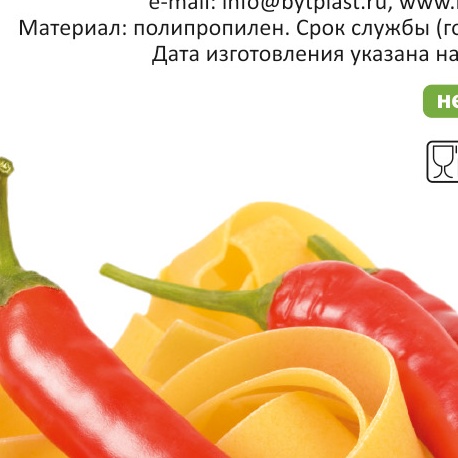 e-mail: info@bytplast.ru, www.
Материал: полипропилен. Срок службы (го
Дата изготовления указана на
не